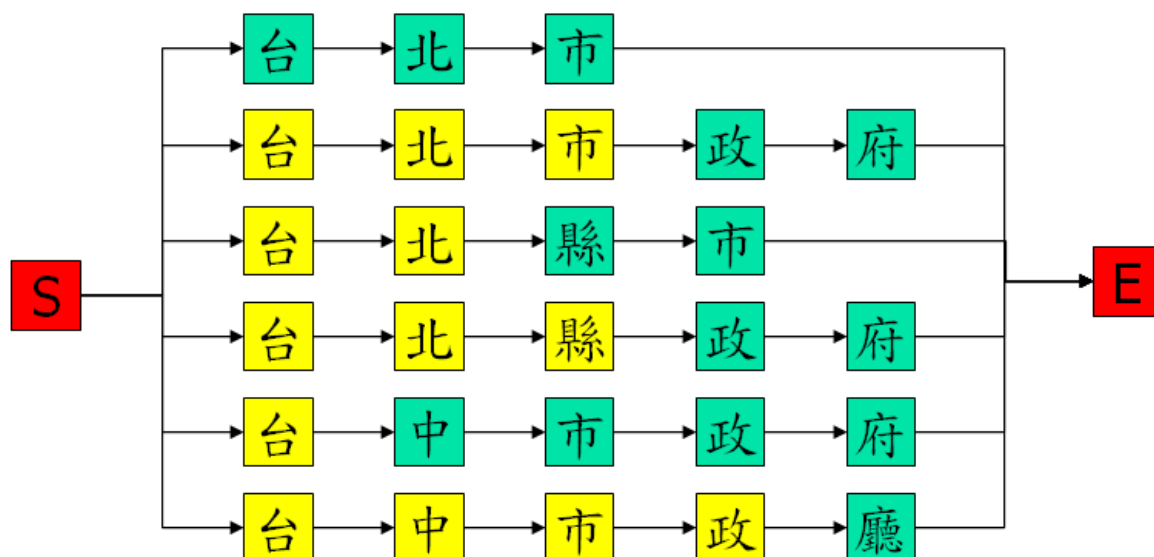 台 北 市
台 北 市 政 府
台 北 縣 市
S
E
台 北 縣 政 府
台 中 市 政 府
台 中 市 政 廳